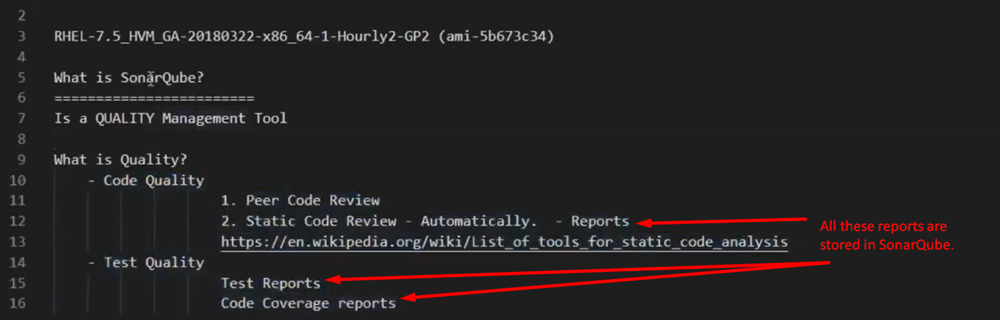 2
3 RHEL-7.5_HVM_GA-20180322-x86_64-1-Hourly2-GP2 (ami-5b673c34)
4
5 What is SonarQube?
6 ========================
7 Is a QUALITY Management Tool
8
9 What is Quality?
10 - Code Quality
11 1. Peer Code Review
12 2. Static Code Review - Automatically. - Reports
13 https://en.wikipedia.org/wiki/List_of_tools_for_static_code_analysis
14 - Test Quality
15 Test Reports
16 Code Coverage reports
All these reports are
stored in SonarQube.